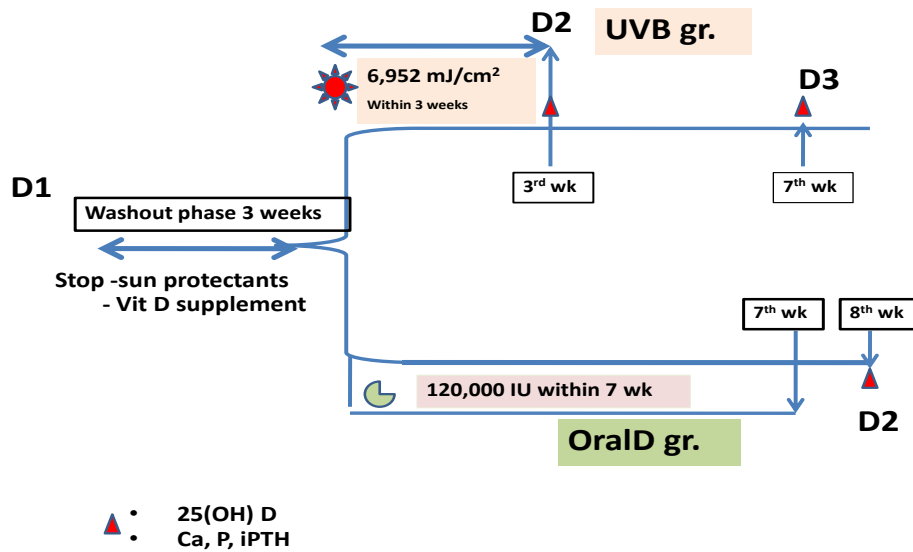 D2
UVB gr.
6,952 mJ/cm²
Within 3 weeks
D3
3rd wk
7th wk
D1
Washout phase 3 weeks
Stop -sun protectants
- Vit D supplement
7th wk
8th wk
120,000 IU within 7 wk
D2
OralD gr.
• 25(OH) D
• Ca, P, iPTH